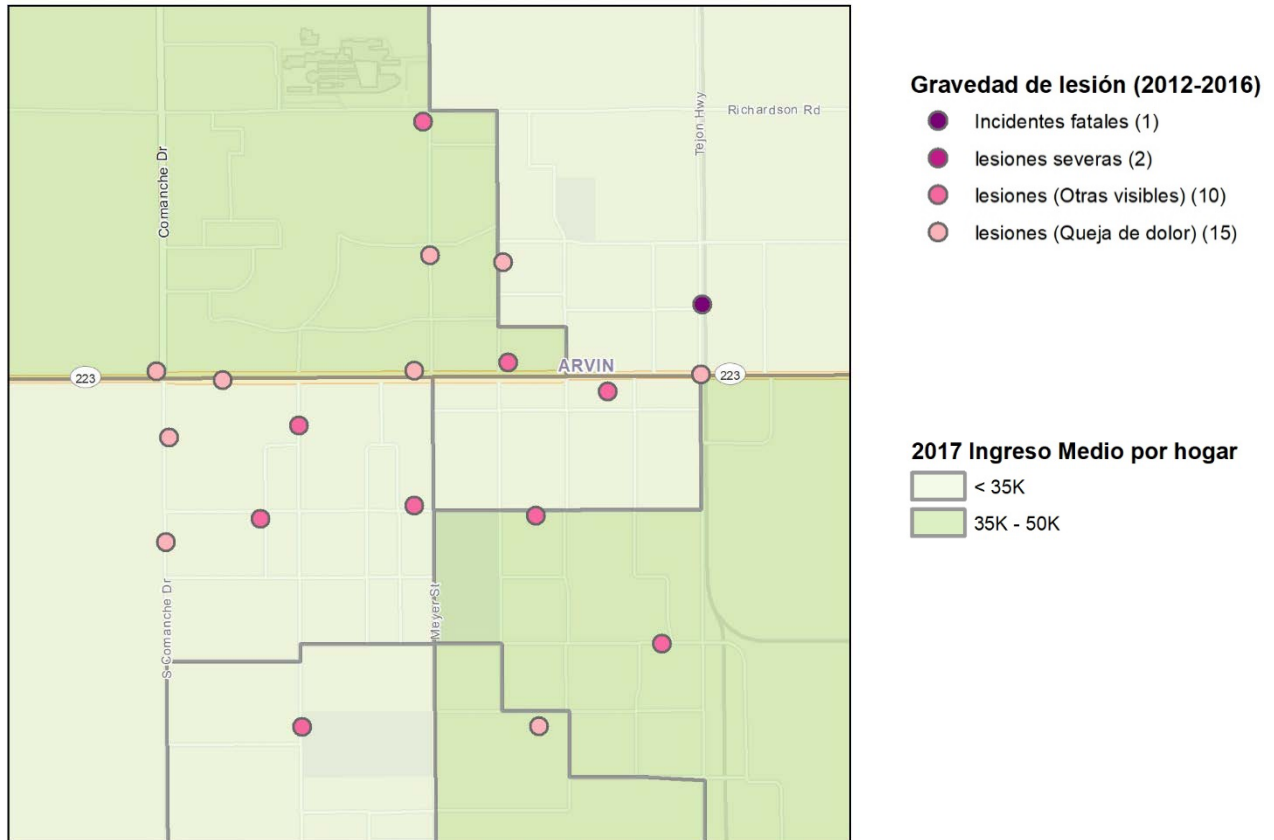 Richardson Rd
Tejon Hwy
Comanche Dr
ARVIN
223
223
S Comanche Dr
Meyer St
Gravedad de lesión (2012-2016)
Incidentes fatales (1)
lesiones severas (2)
lesiones (Otras visibles) (10)
lesiones (Queja de dolor) (15)
2017 Ingreso Medio por hogar
< 35K
35K - 50K